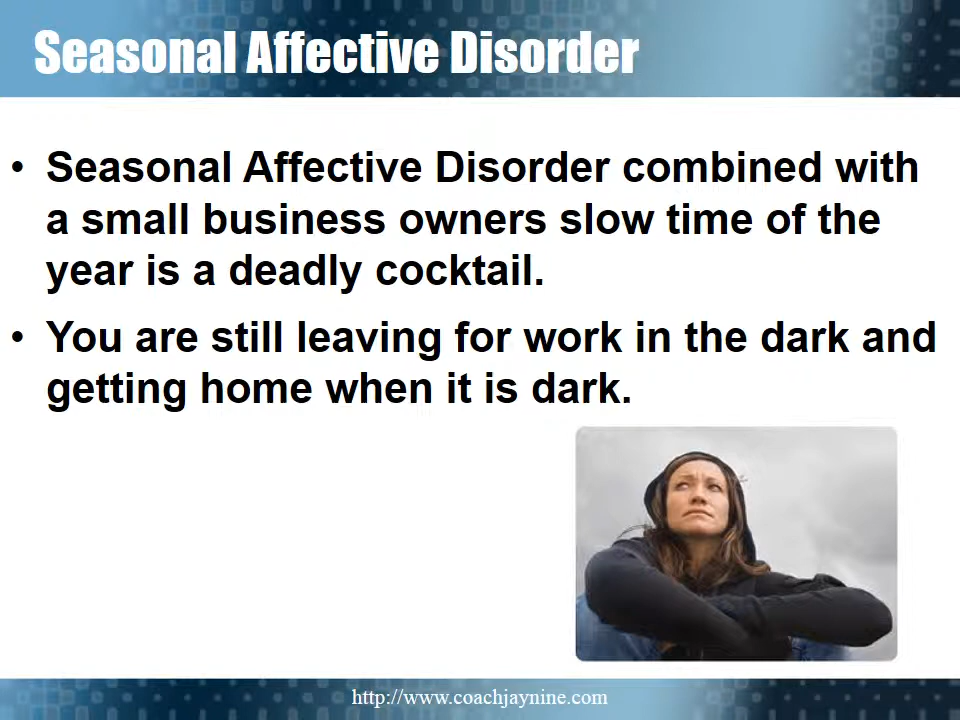 Seasonal Affective Disorder
• Seasonal Affective Disorder combined with
a small business owners slow time of the
year is a deadly cocktail.
• You are still leaving for work in the dark and
getting home when it is dark.
http://www.coachjaynine.com